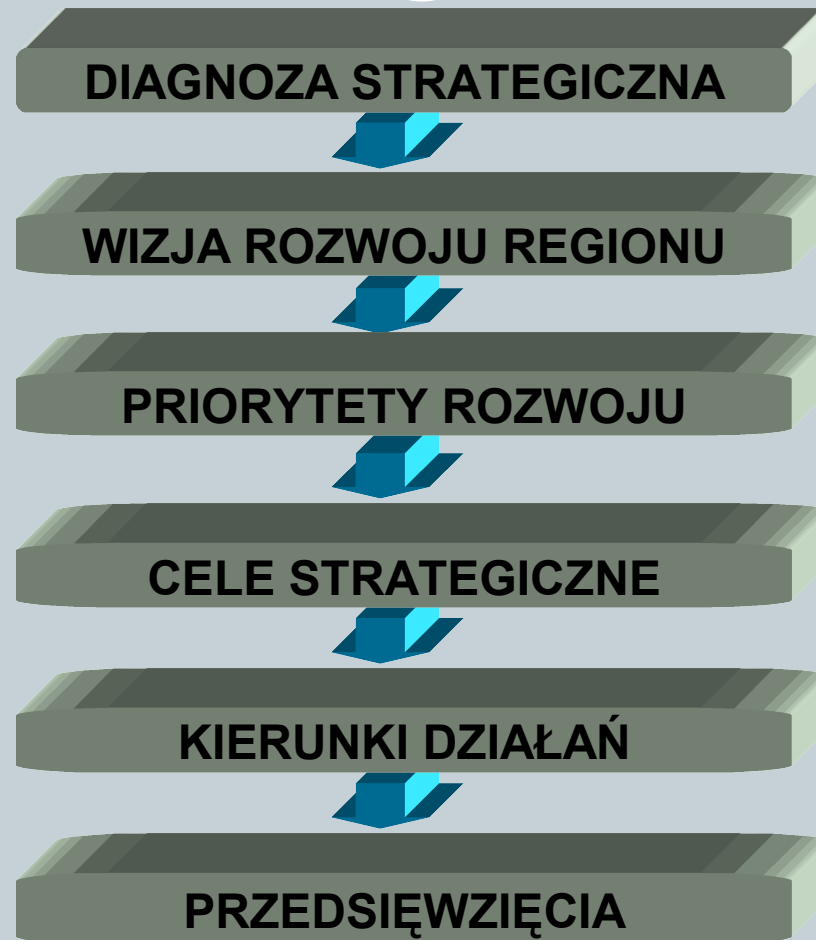 DIAGNOZA STRATEGICZNA
WIZJA ROZWOJU REGIONU
PRIORYTETY ROZWOJU
CELE STRATEGICZNE
KIERUNKI DZIAŁAŃ
PRZEDSIĘWZIĘCIA